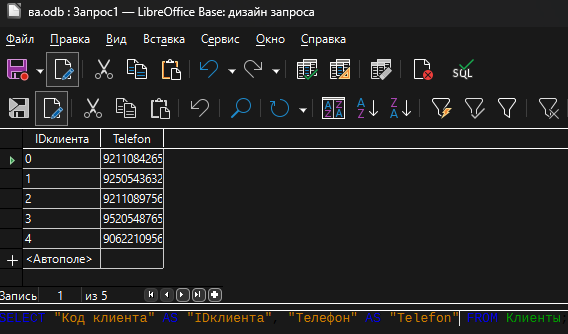 ва.odb : Запрос1 — LibreOffice Base: дизайн запроса
Файл Правка Вид Вставка Сервис Окно Справка
SQL
IDклиента Telefon
0 9211084265
1 9250543632
2 9211089756
3 9520548765
4 9062210956
<Автополе>
Запись 1 из 5
SELECT "Код клиента" AS "IDклиента", "Телефон" AS "Telefon" FROM Клиенты